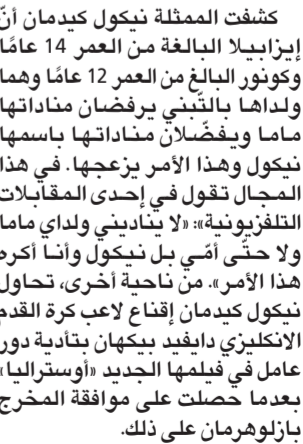 كشفت الممثلة نيكول كيدمان أنّ
إيزابيلا البالغة من العمر 14 عامًا
وكونور البالغ من العمر 12 عامًا وهما
ولداها بالتّبني يرفضان مناداتها
ماما ويفضّلان مناداتها باسمها
نيكول وهذا الأمر يزعجها. في هذا
المجال تقول في إحدى المقابلات
التلفزيونية: «لا يناديني ولداي ماما
ولا حتّى أمّي بل نيكول وأنا أكره
هذا الأمر». من ناحية أخرى، تحاول
نيكول كيدمان إقناع لاعب كرة القدم
الانكليزي دايفيد بيكهان بتأدية دور
عامل في فيلمها الجديد «أوستراليا»
بعدما حصلت على موافقة المخرج
بازلوهرمان على ذلك.